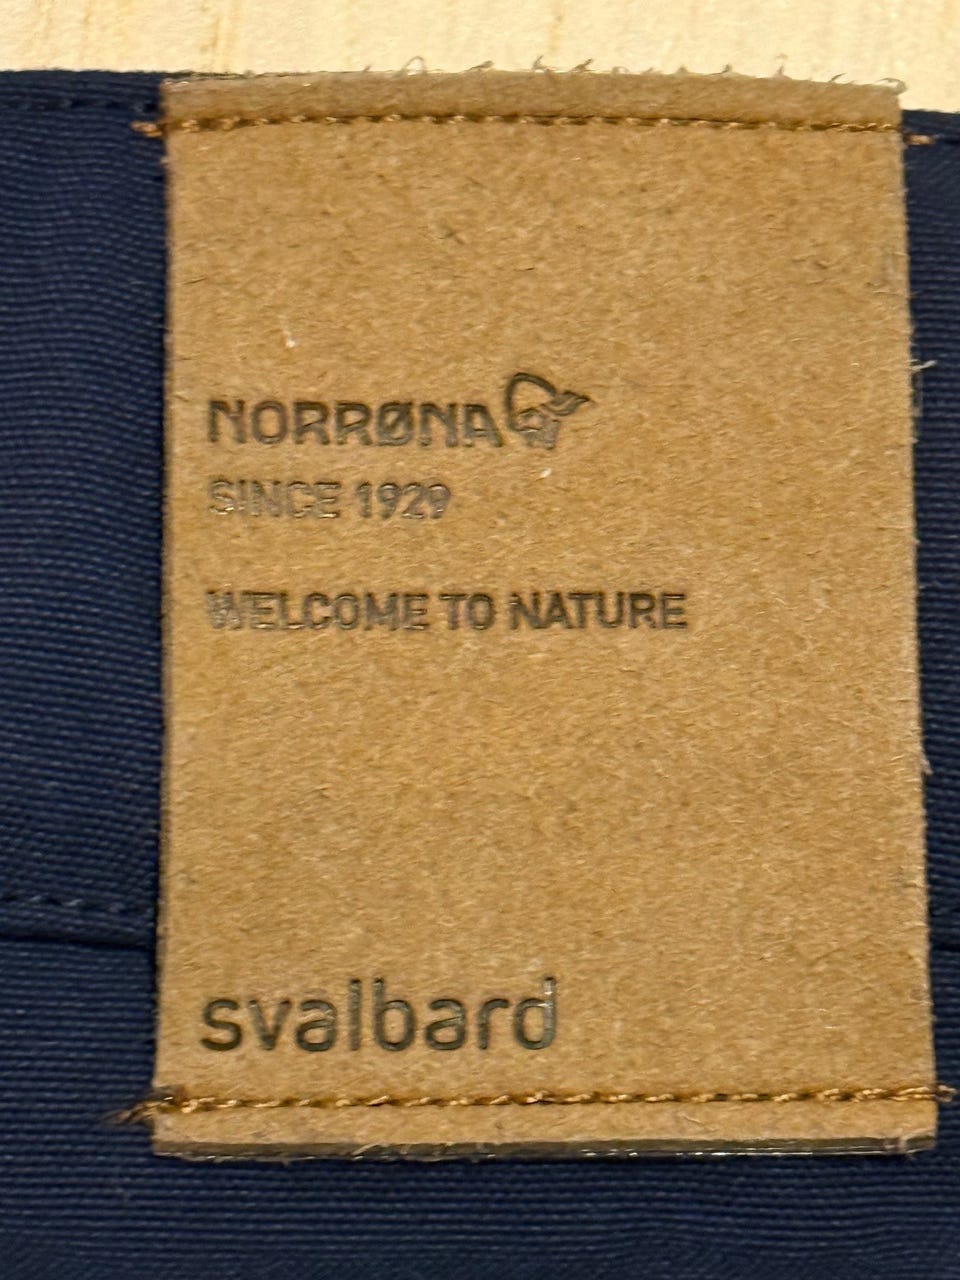 NORRØNA
SINCE 1929
WELCOME TO NATURE
svalbard